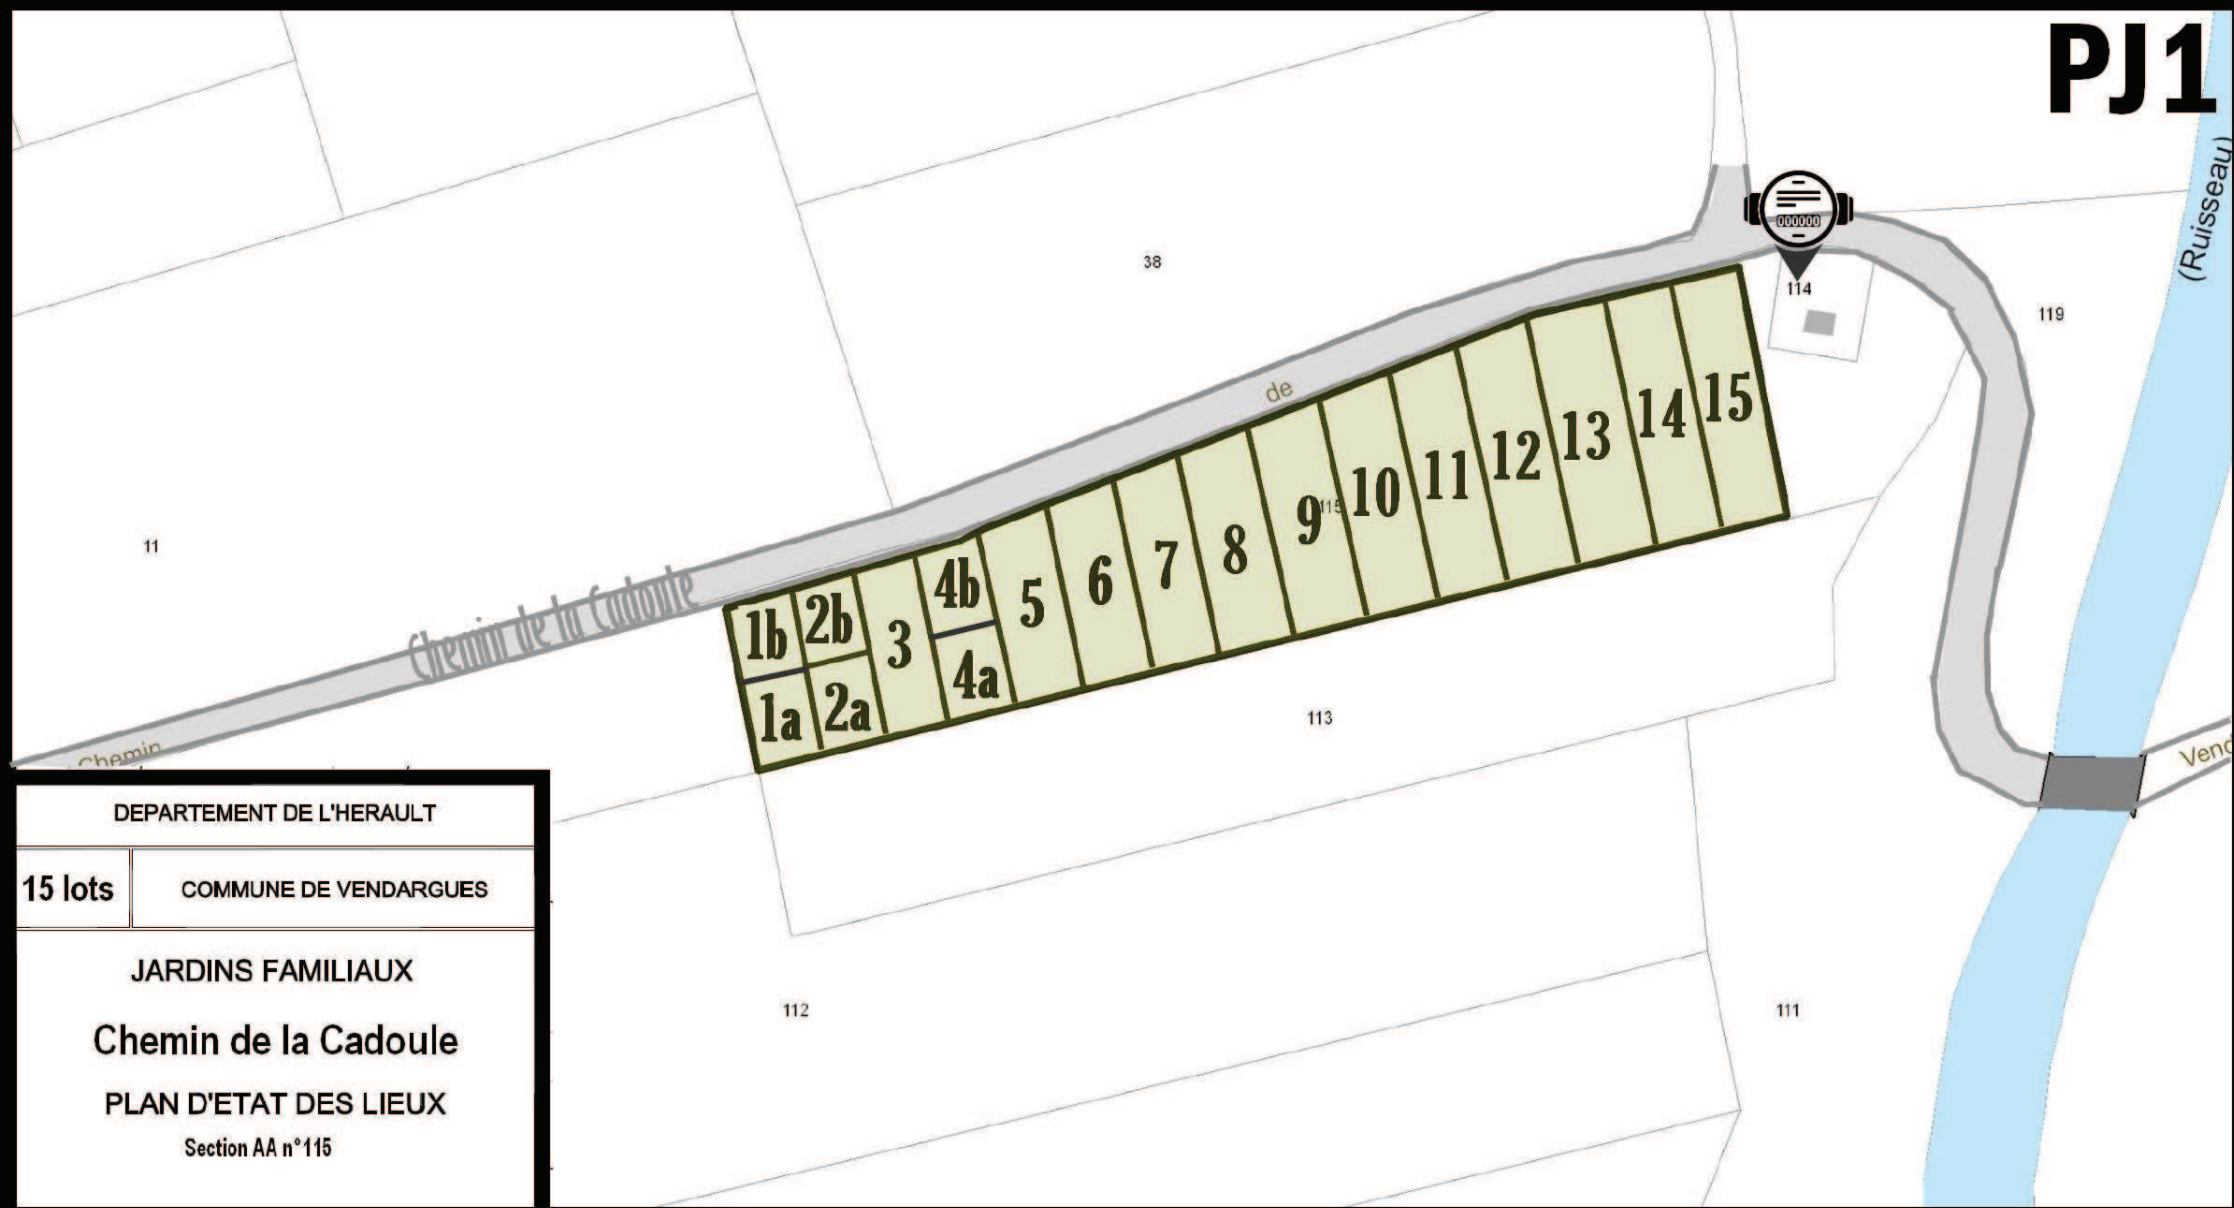 PJ1
(Ruisseau)
000000
38
114
119
de
15
14
13
12
11
10
115
9
8
7
6
5
4b
4a
3
2b
2a
1b
1a
11
Chemin de la Cadoule
Chemin
Vend
113
112
111
DEPARTEMENT DE L'HERAULT
15 lots
COMMUNE DE VENDARGUES
JARDINS FAMILIAUX
Chemin de la Cadoule
PLAN D'ETAT DES LIEUX
Section AA n°115